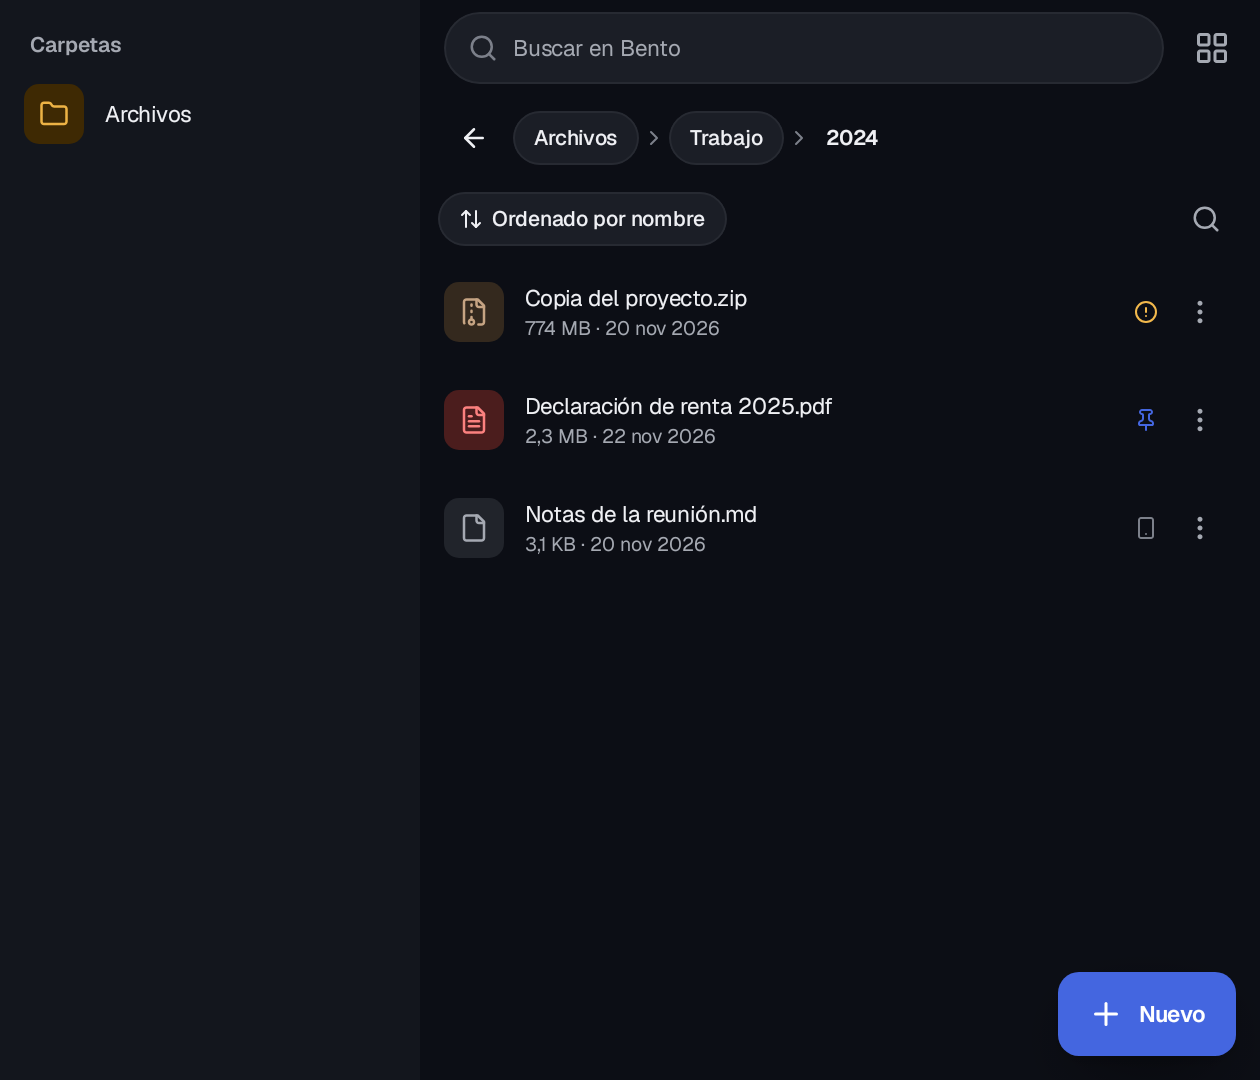 Carpetas
Archivos
Buscar en Bento
Archivos
Trabajo
2024
Ordenado por nombre
Copia del proyecto.zip
774 MB · 20 nov 2026
Declaración de renta 2025.pdf
2,3 MB · 22 nov 2026
Notas de la reunión.md
3,1 KB · 20 nov 2026
Nuevo